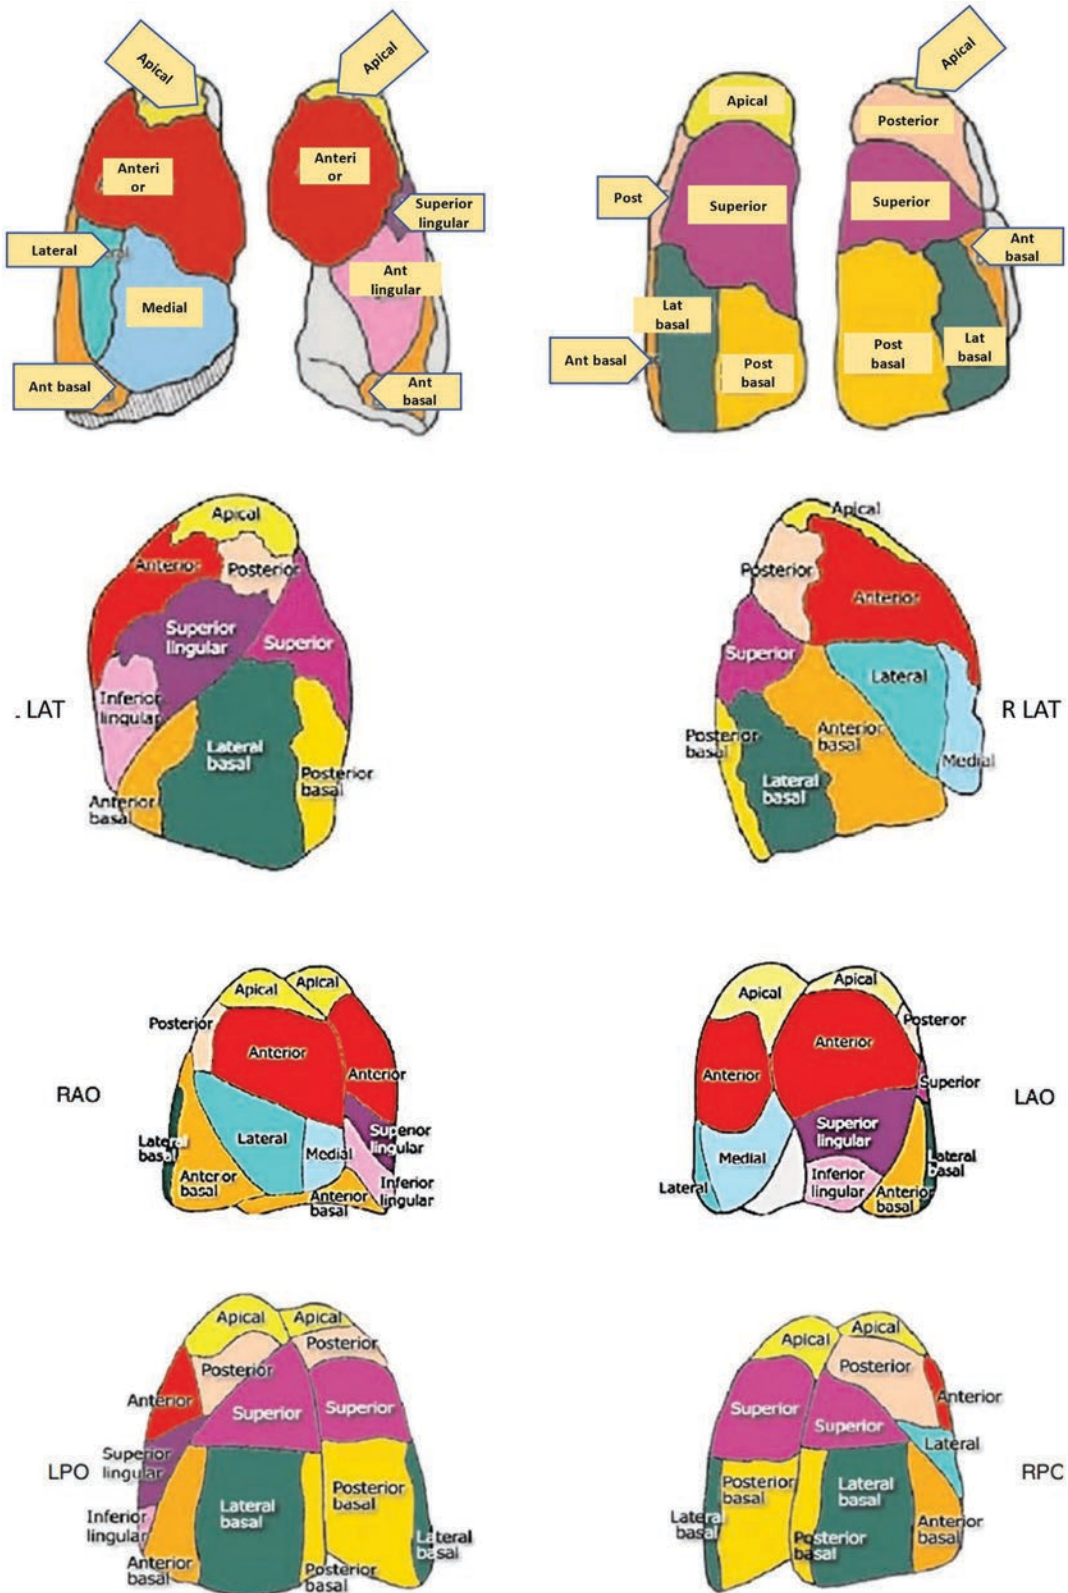 Apical
Apical
Apical
Apical
Anteri
or
Anteri
or
Posterior
Post
Superior
lingular
Superior
Superior
Lateral
Ant
lingular
Ant
basal
Medial
Lat
basal
Ant basal
Post
basal
Lat
basal
Ant basal
Ant
basal
Post
basal
Apical
Anterior
Posterior
Superior
lingular
Superior
Inferior
lingular
LAT
Lateral
basal
Posterior
basal
Anterior
basal
Apical
Posterior
Anterior
Superior
Lateral
R LAT
Posterior
basal
Anterior
basal
Medial
Lateral
basal
Apical
Apical
Posterior
Anterior
Anterior
RAO
Lateral
basal
Lateral
Medial
Superior
lingular
Anterior
basal
Anterior
basal
Inferior
lingular
Apical
Apical
Posterior
Anterior
Anterior
Superior
LAO
Superior
lingular
Medial
Lateral
basal
Lateral
Inferior
lingular
Anterior
basal
Apical
Apical
Posterior
Posterior
Anterior
Superior
Superior
LPO
Superior
lingular
Posterior
basal
Lateral
basal
Inferior
lingular
Lateral
basal
Anterior
basal
Posterior
basal
Apical
Apical
Posterior
Anterior
Superior
Superior
Lateral
RPC
Posterior
basal
Lateral
basal
Lateral
basal
Posterior
basal
Anterior
basal